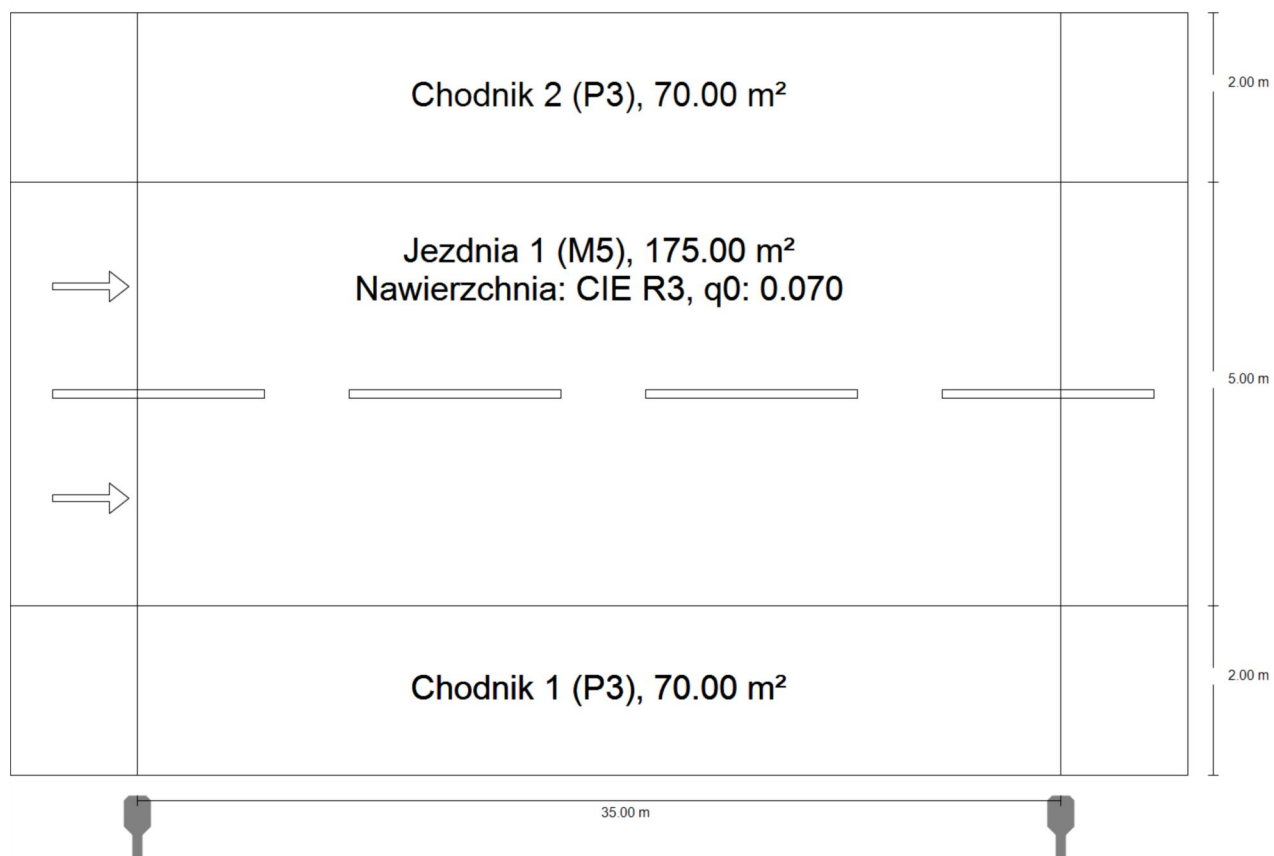 Chodnik 2 (P3), 70.00 m²
2.00 m
Jezdnia 1 (M5), 175.00 m²
Nawierzchnia: CIE R3, q0: 0.070
5.00 m
Chodnik 1 (P3), 70.00 m²
2.00 m
35.00 m